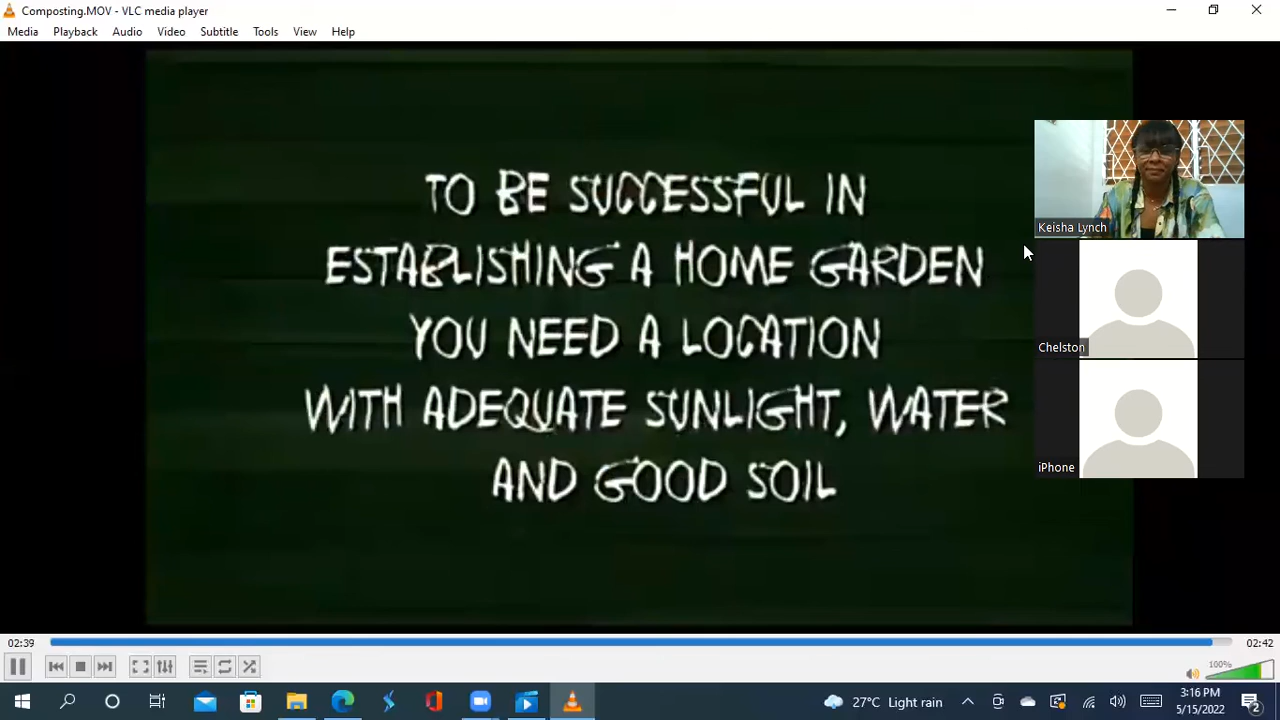 Composting.MOV - VLC media player
Media Playback Audio Video Subtitle Tools View Help
TO BE SUCCESSFUL IN
ESTABLISHING A HOME GARDEN
YOU NEED A LOCATION
WITH ADEQUATE SUNLIGHT, WATER
AND GOOD SOIL
Keisha Lynch
Chelston
iPhone
02:39
02:42
100%
27°C Light rain
3:16 PM
5/15/2022
2